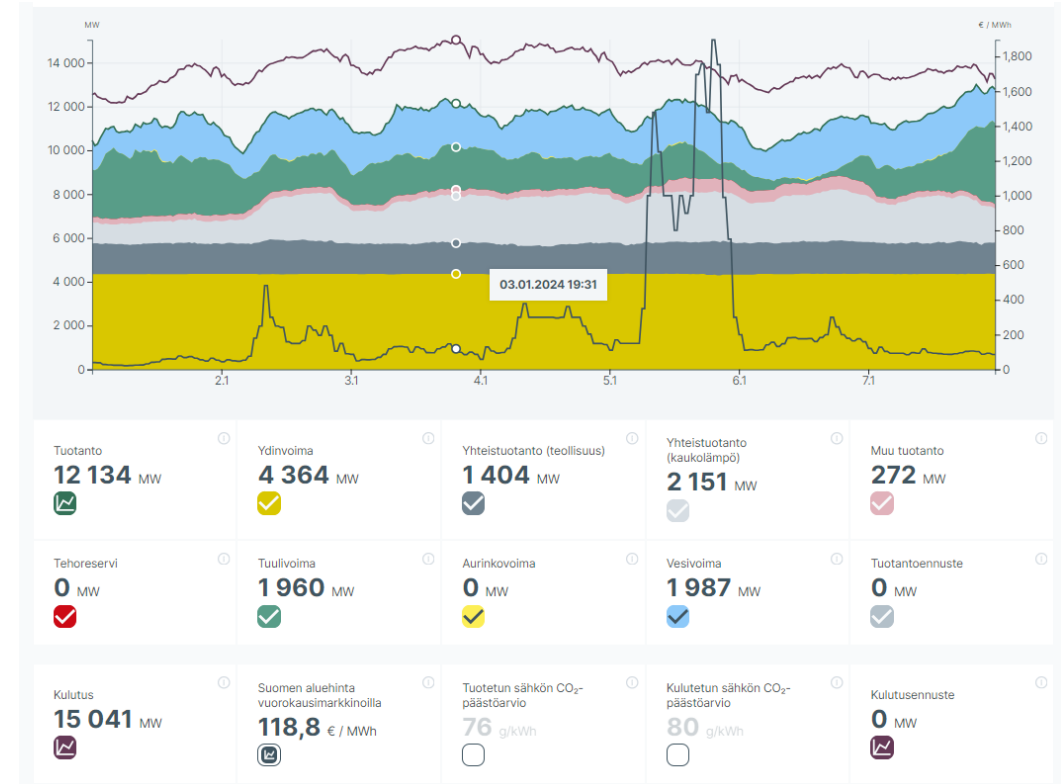 MW
€ / MWh
14 000
12 000
10 000
8 000
6 000
4 000
2 000
0
1,800
1,600
1,400
1,200
1,000
800
600
400
200
0
03.01.2024 19:31
2.1
3.1
4.1
5.1
6.1
7.1
Tuotanto
12 134 MW
Ydinvoima
4 364 MW
Yhteistuotanto (teollisuus)
1 404 MW
Yhteistuotanto
(kaukolämpö)
2 151 MW
Muu tuotanto
272 MW
Tehoreservi
0 MW
Tuulivoima
1 960 MW
Aurinkovoima
0 MW
Vesivoima
1 987 MW
Tuotantoennuste
0 MW
Kulutus
15 041 MW
Suomen aluehinta
vuorokausimarkkinoilla
118,8 € / MWh
Tuotetun sähkön CO₂-
päästöarvio
76 g/kWh
Kulutetun sähkön CO₂-
päästöarvio
80 g/kWh
Kulutusennuste
0 MW